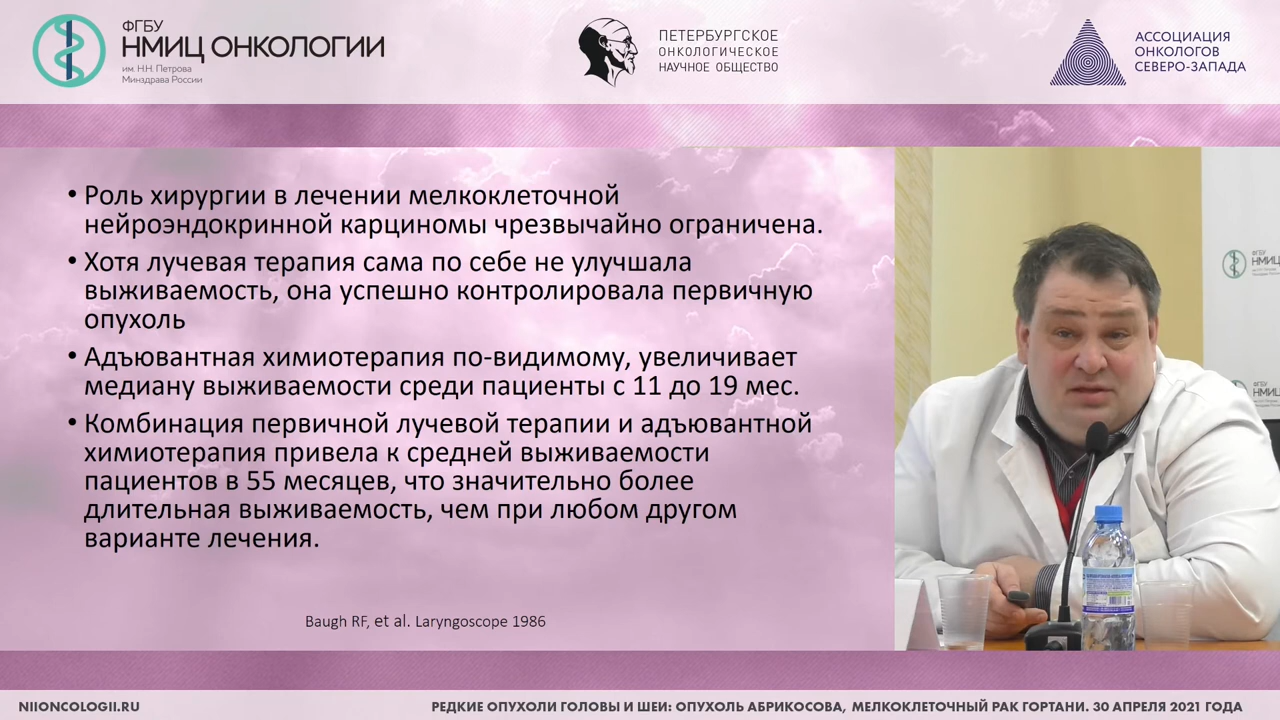 ФГБУ
НМИЦ ОНКОЛОГИИ
им. Н.Н. Петрова
Минздрава России
ПЕТЕРБУРГСКОЕ
ОНКОЛОГИЧЕСКОЕ
НАУЧНОЕ ОБЩЕСТВО
АССОЦИАЦИЯ
ОНКОЛОГОВ
СЕВЕРО-ЗАПАДА
• Роль хирургии в лечении мелкоклеточной
нейроэндокринной карциномы чрезвычайно ограничена.
• Хотя лучевая терапия сама по себе не улучшала
выживаемость, она успешно контролировала первичную
опухоль
• Адъювантная химиотерапия по-видимому, увеличивает
медиану выживаемости среди пациенты с 11 до 19 мес.
• Комбинация первичной лучевой терапии и адъювантной
химиотерапия привела к средней выживаемости
пациентов в 55 месяцев, что значительно более
длительная выживаемость, чем при любом другом
варианте лечения.
Baugh RF, et al. Laryngoscope 1986
ФГБУ
НМИЦ
ФГБУ
НМИЦ
NIIONCOLOGII.RU
РЕДКИЕ ОПУХОЛИ ГОЛОВЫ И ШЕИ: ОПУХОЛЬ АБРИКОСОВА, МЕЛКОКЛЕТОЧНЫЙ РАК ГОРТАНИ. 30 АПРЕЛЯ 2021 ГОДА